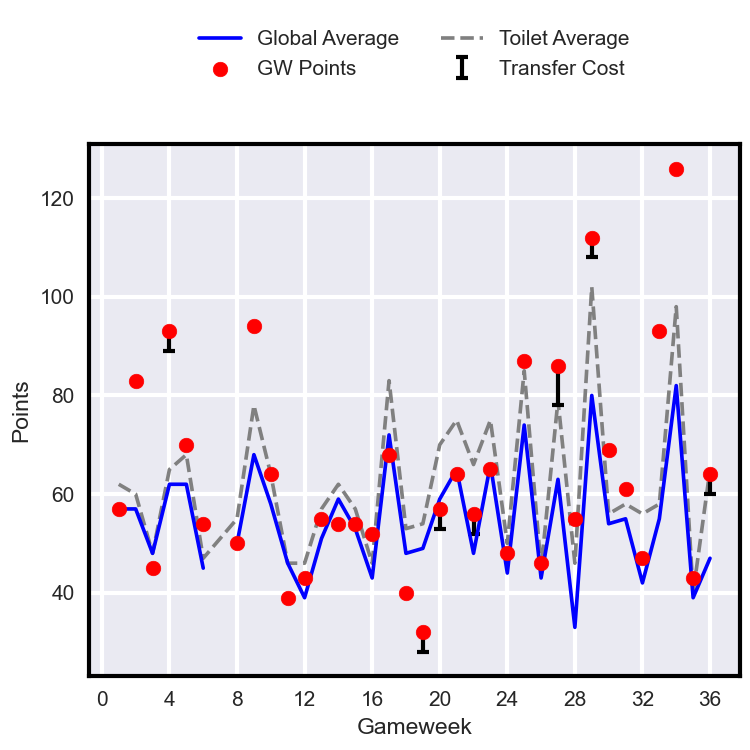 Global Average Toilet Average
GW Points Transfer Cost
120
100
80
60
40
Points
0 4 8 12 16 20 24 28 32 36
Gameweek